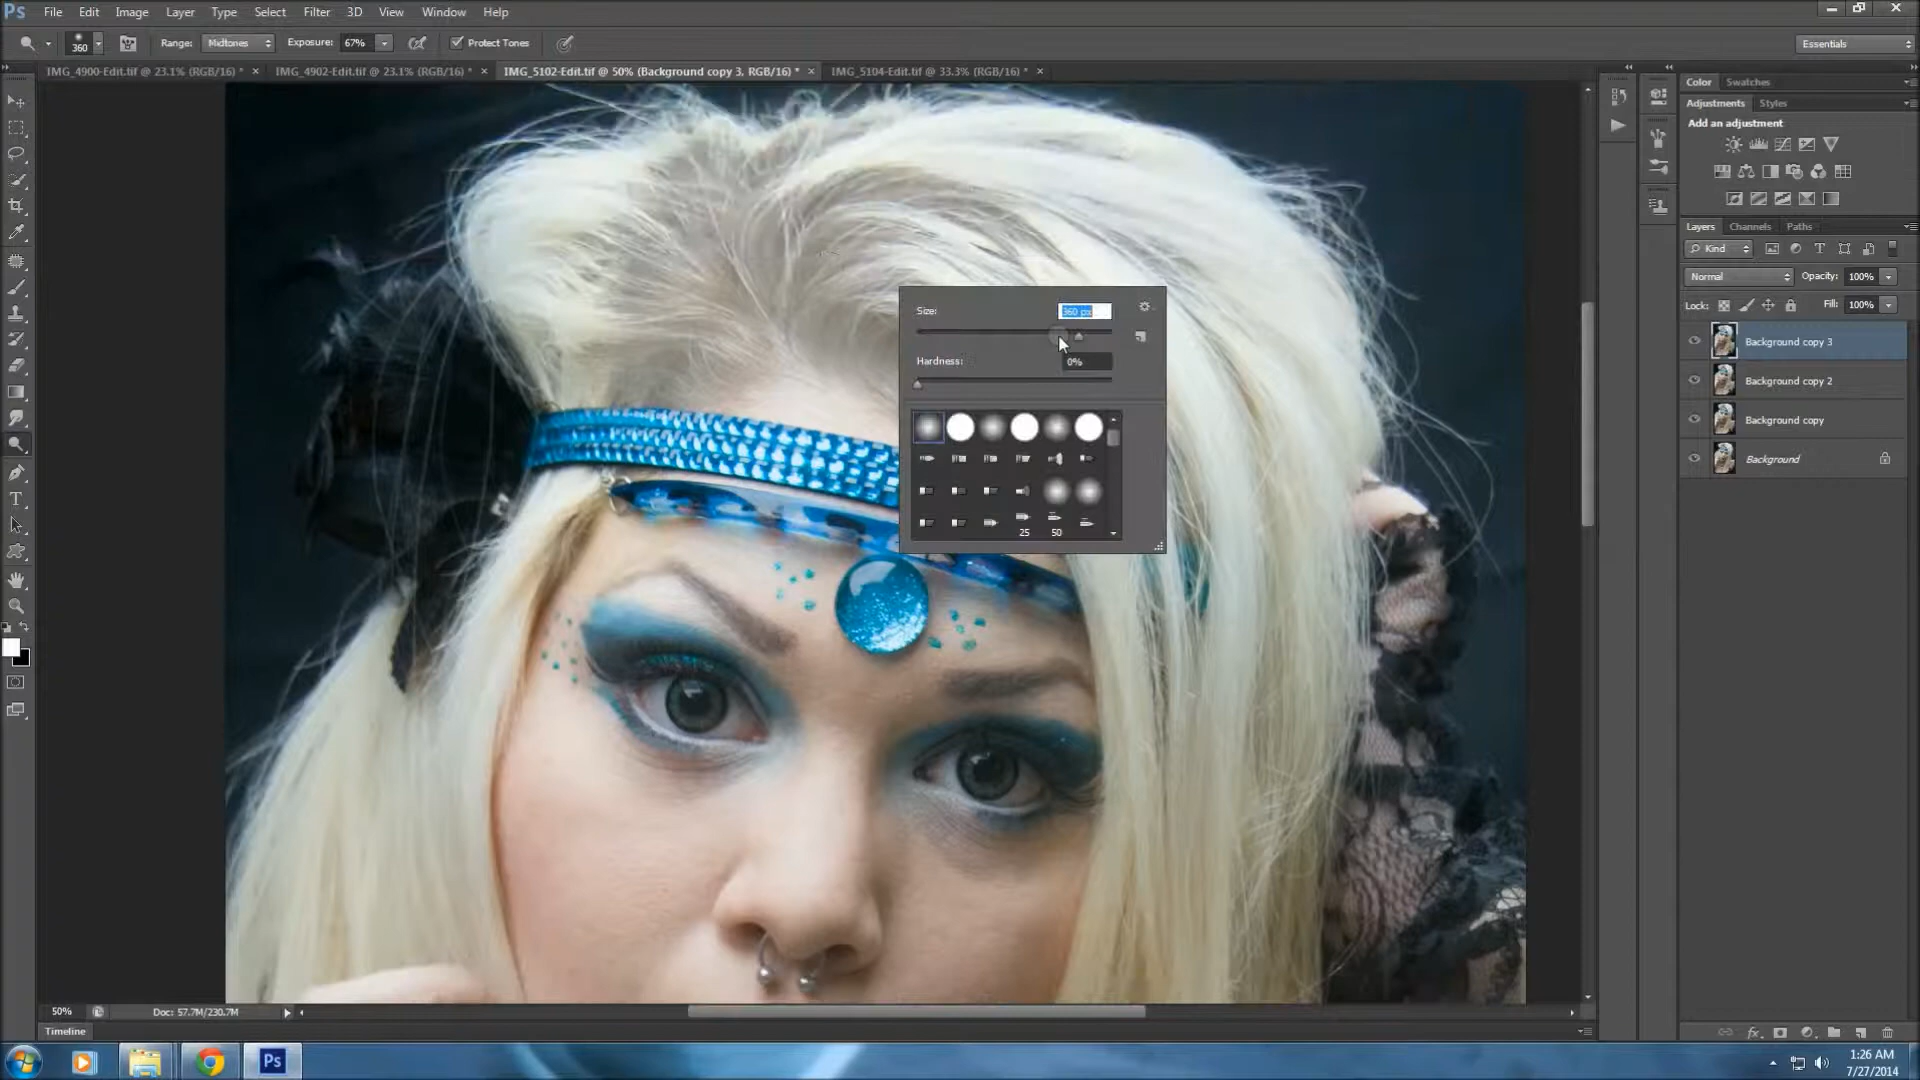 Ps File Edit Image Layer Type Select Filter 3D View Window Help
360 Range: Midtones Exposure: 67% Protect Tones Essentials
IMG_4900-Edit.tif @ 23.1% (RGB/16) * × IMG_4902-Edit.tif @ 23.1% (RGB/16) * × IMG_5102-Edit.tif @ 50% (Background copy 3, RGB/16) * × IMG_5104-Edit.tif @ 33.3% (RGB/16) * ×
Color Swatches
Adjustments Styles
Add an adjustment
Layers Channels Paths
Kind
Normal Opacity: 100%
Lock: Fill: 100%
Background copy 3
Background copy 2
Background copy
Background
Size: 360 px
Hardness: 0%
25 50
50% Doc: 57.7M/230.7M
Timeline
Ps
1:26 AM
7/27/2014